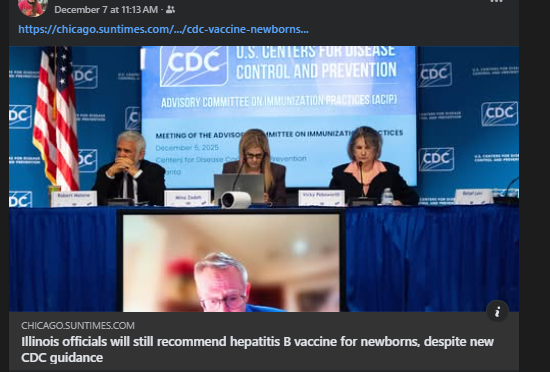 December 7 at 11:13 AM ·
https://chicago.suntimes.com/.../cdc-vaccine-newborns...
CDC
U.S. CENTERS FOR DISEASE
CONTROL AND PREVENTION
ADVISORY COMMITTEE ON IMMUNIZATION PRACTICES (ACIP)
MEETING OF THE ADVISORY COMMITTEE ON IMMUNIZATION PRACTICES
December 5, 2025
Centers for Disease Prevention
CDC
CDC
CDC
CDC
CDC
CDC
Robert Malone
Vicky Pebsworth
CHICAGO.SUNTIMES.COM
Illinois officials will still recommend hepatitis B vaccine for newborns, despite new
CDC guidance